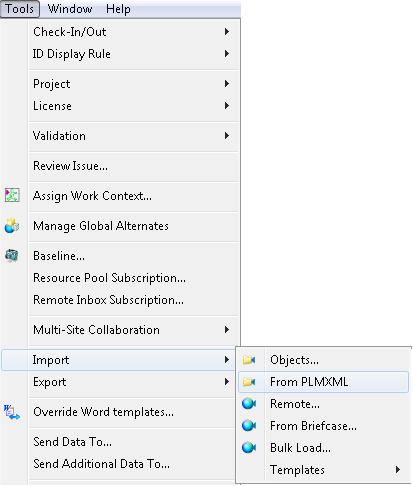 Tools Window Help
Check-In/Out
ID Display Rule
Project
License
Validation
Review Issue...
Assign Work Context...
Manage Global Alternates
Baseline...
Resource Pool Subscription...
Remote Inbox Subscription...
Multi-Site Collaboration
Import
Export
Override Word templates...
Send Data To...
Send Additional Data To...
Objects...
From PLMXML
Remote...
From Briefcase...
Bulk Load...
Templates